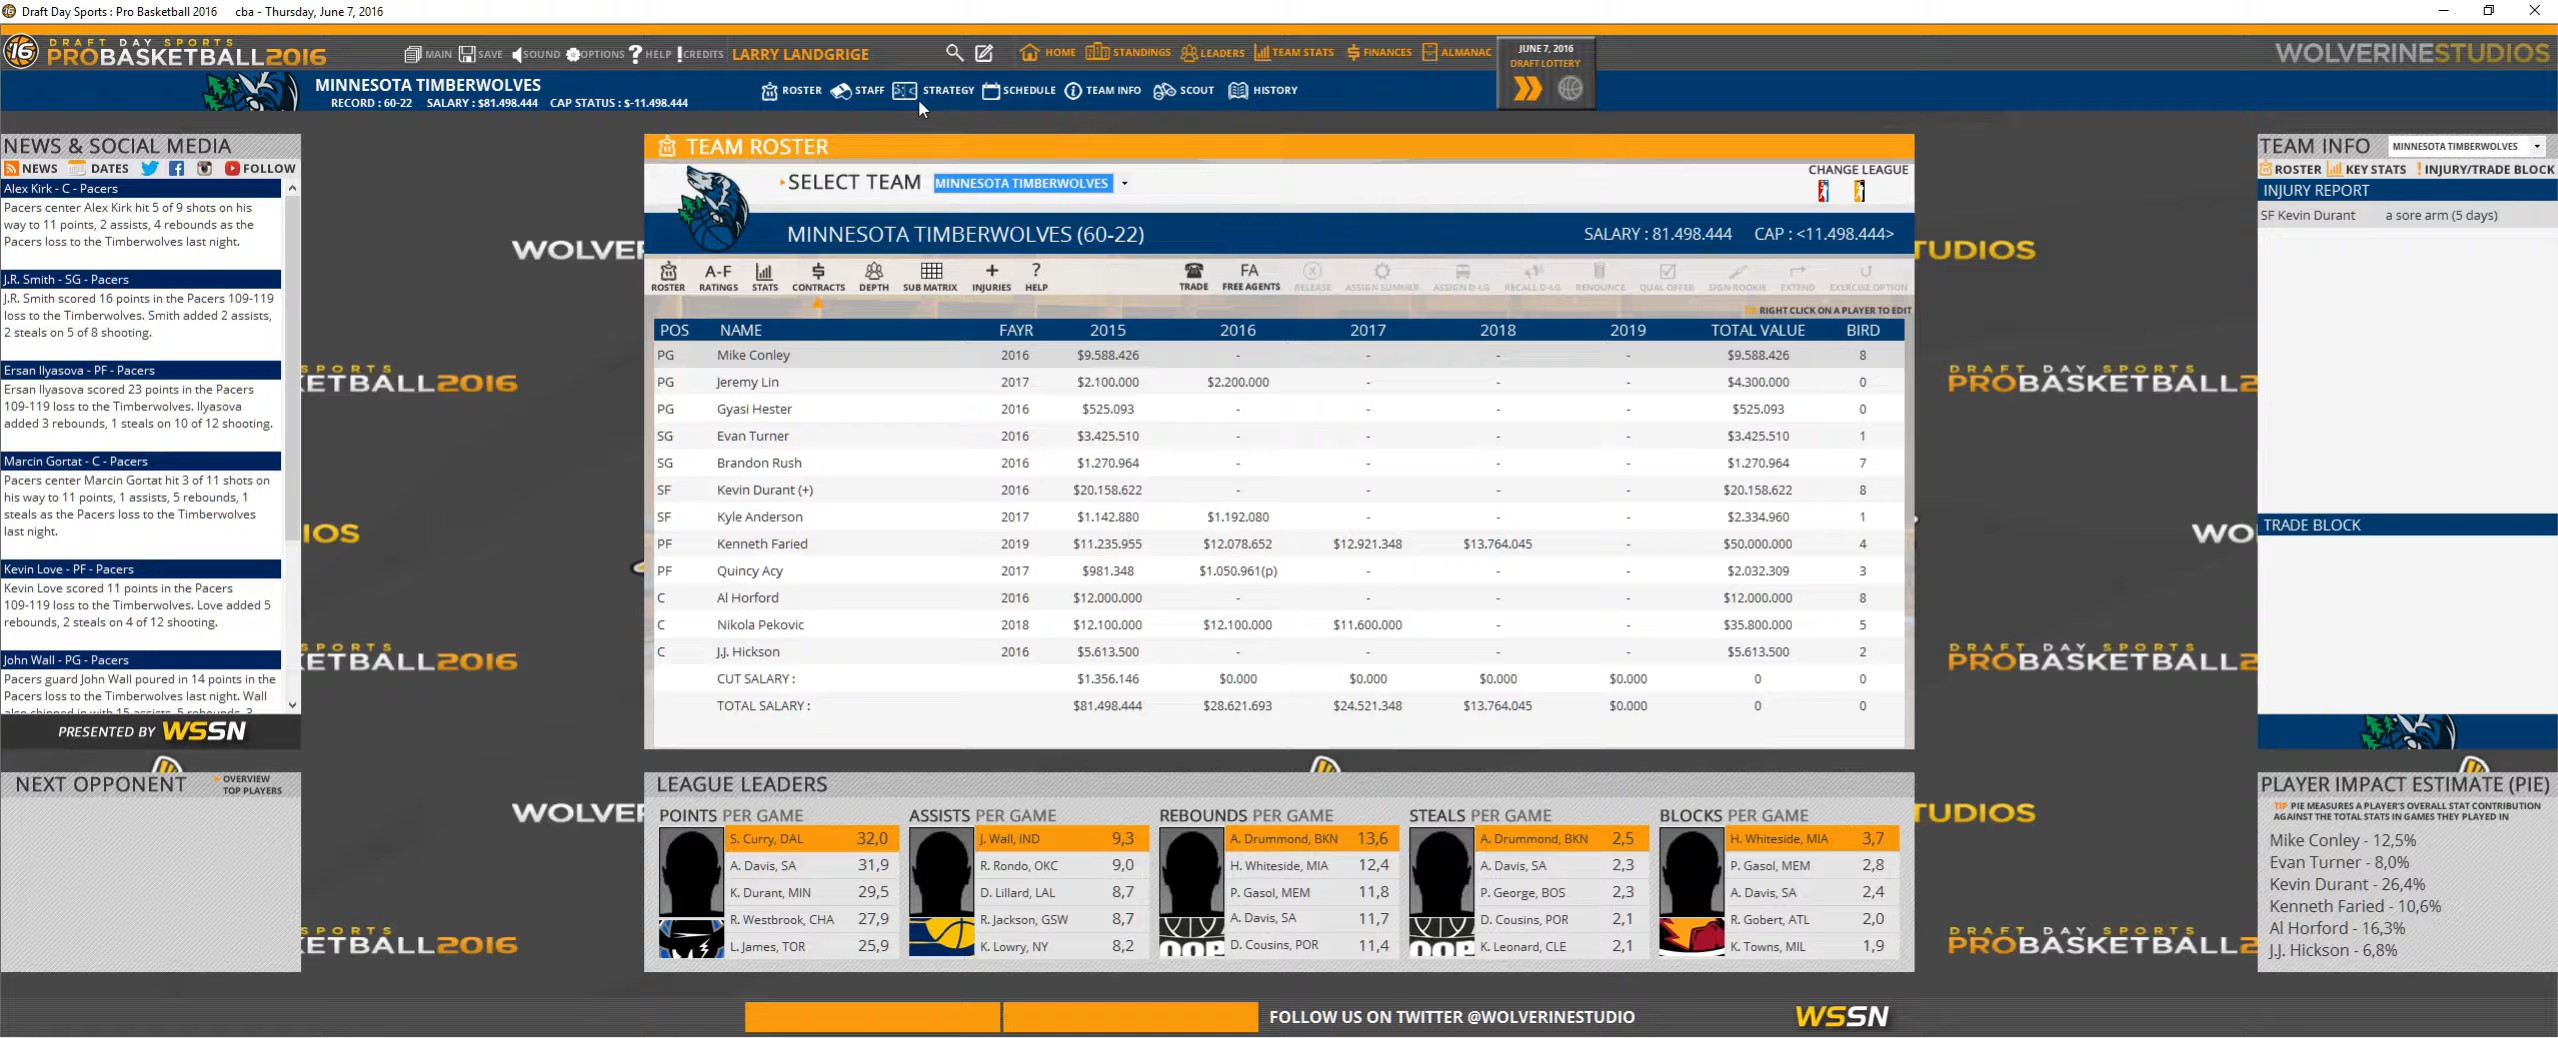 Draft Day Sports : Pro Basketball 2016 cba - Thursday, June 7, 2016
'16 DRAFT DAY SPORTS
PROBASKETBALL2016
MAIN SAVE SOUND OPTIONS ? HELP !CREDITS LARRY LANDGRIGE
HOME STANDINGS LEADERS TEAM STATS $ FINANCES ALMANAC
JUNE 7, 2016
DRAFT LOTTERY
WOLVERINESTUDIOS
MINNESOTA TIMBERWOLVES
RECORD : 60-22 SALARY : $81.498.444 CAP STATUS : $-11.498.444
ROSTER STAFF STRATEGY SCHEDULE TEAM INFO SCOUT HISTORY
NEWS & SOCIAL MEDIA
NEWS DATES FOLLOW
Alex Kirk - C - Pacers
Pacers center Alex Kirk hit 5 of 9 shots on his
way to 11 points, 2 assists, 4 rebounds as the
Pacers loss to the Timberwolves last night.
J.R. Smith - SG - Pacers
J.R. Smith scored 16 points in the Pacers 109-119
loss to the Timberwolves. Smith added 2 assists,
2 steals on 5 of 8 shooting.
Ersan Ilyasova - PF - Pacers
Ersan Ilyasova scored 23 points in the Pacers
109-119 loss to the Timberwolves. Ilyasova
added 3 rebounds, 1 steals on 10 of 12 shooting.
Marcin Gortat - C - Pacers
Pacers center Marcin Gortat hit 3 of 11 shots on
his way to 11 points, 1 assists, 5 rebounds, 1
steals as the Pacers loss to the Timberwolves
last night.
Kevin Love - PF - Pacers
Kevin Love scored 11 points in the Pacers
109-119 loss to the Timberwolves. Love added 5
rebounds, 2 steals on 4 of 12 shooting.
John Wall - PG - Pacers
Pacers guard John Wall poured in 14 points in the
Pacers loss to the Timberwolves last night. Wall
also chipped in with 15 assists, 5 rebounds, 3
PRESENTED BY WSSN
NEXT OPPONENT
OVERVIEW
TOP PLAYERS
TEAM ROSTER
SELECT TEAM MINNESOTA TIMBERWOLVES
CHANGE LEAGUE
MINNESOTA TIMBERWOLVES (60-22) SALARY : 81.498.444 CAP : <11.498.444>
ROSTER A-F RATINGS STATS $ CONTRACTS DEPTH SUB MATRIX + INJURIES ? HELP TRADE FA FREE AGENTS RELEASE ASSIGN SUMMER ASSIGN D-LG RECALL D-LG RENOUNCE QUAL OFFER SIGN ROOKIE EXTEND EXERCISE OPTION
TIP RIGHT CLICK ON A PLAYER TO EDIT
POS NAME FAYR 2015 2016 2017 2018 2019 TOTAL VALUE BIRD
PG Mike Conley 2016 $9.588.426 - - - - $9.588.426 8
PG Jeremy Lin 2017 $2.100.000 $2.200.000 - - - $4.300.000 0
PG Gyasi Hester 2016 $525.093 - - - - $525.093 0
SG Evan Turner 2016 $3.425.510 - - - - $3.425.510 1
SG Brandon Rush 2016 $1.270.964 - - - - $1.270.964 7
SF Kevin Durant (+) 2016 $20.158.622 - - - - $20.158.622 8
SF Kyle Anderson 2017 $1.142.880 $1.192.080 - - - $2.334.960 1
PF Kenneth Faried 2019 $11.235.955 $12.078.652 $12.921.348 $13.764.045 - $50.000.000 4
PF Quincy Acy 2017 $981.348 $1.050.961(p) - - - $2.032.309 3
C Al Horford 2016 $12.000.000 - - - - $12.000.000 8
C Nikola Pekovic 2018 $12.100.000 $12.100.000 $11.600.000 - - $35.800.000 5
C J.J. Hickson 2016 $5.613.500 - - - - $5.613.500 2
CUT SALARY : $1.356.146 $0.000 $0.000 $0.000 $0.000 0 0
TOTAL SALARY : $81.498.444 $28.621.693 $24.521.348 $13.764.045 $0.000 0 0
LEAGUE LEADERS
POINTS PER GAME
S. Curry, DAL 32,0
A. Davis, SA 31,9
K. Durant, MIN 29,5
R. Westbrook, CHA 27,9
L. James, TOR 25,9
ASSISTS PER GAME
J. Wall, IND 9,3
R. Rondo, OKC 9,0
D. Lillard, LAL 8,7
R. Jackson, GSW 8,7
K. Lowry, NY 8,2
REBOUNDS PER GAME
A. Drummond, BKN 13,6
H. Whiteside, MIA 12,4
P. Gasol, MEM 11,8
A. Davis, SA 11,7
D. Cousins, POR 11,4
STEALS PER GAME
A. Drummond, BKN 2,5
A. Davis, SA 2,3
P. George, BOS 2,3
D. Cousins, POR 2,1
K. Leonard, CLE 2,1
BLOCKS PER GAME
H. Whiteside, MIA 3,7
P. Gasol, MEM 2,8
A. Davis, SA 2,4
R. Gobert, ATL 2,0
K. Towns, MIL 1,9
TEAM INFO MINNESOTA TIMBERWOLVES
ROSTER KEY STATS ! INJURY/TRADE BLOCK
INJURY REPORT
SF Kevin Durant a sore arm (5 days)
TRADE BLOCK
PLAYER IMPACT ESTIMATE (PIE)
TIP PIE MEASURES A PLAYER'S OVERALL STAT CONTRIBUTION
AGAINST THE TOTAL STATS IN GAMES THEY PLAYED IN
Mike Conley - 12,5%
Evan Turner - 8,0%
Kevin Durant - 26,4%
Kenneth Faried - 10,6%
Al Horford - 16,3%
J.J. Hickson - 6,8%
FOLLOW US ON TWITTER @WOLVERINESTUDIO WSSN